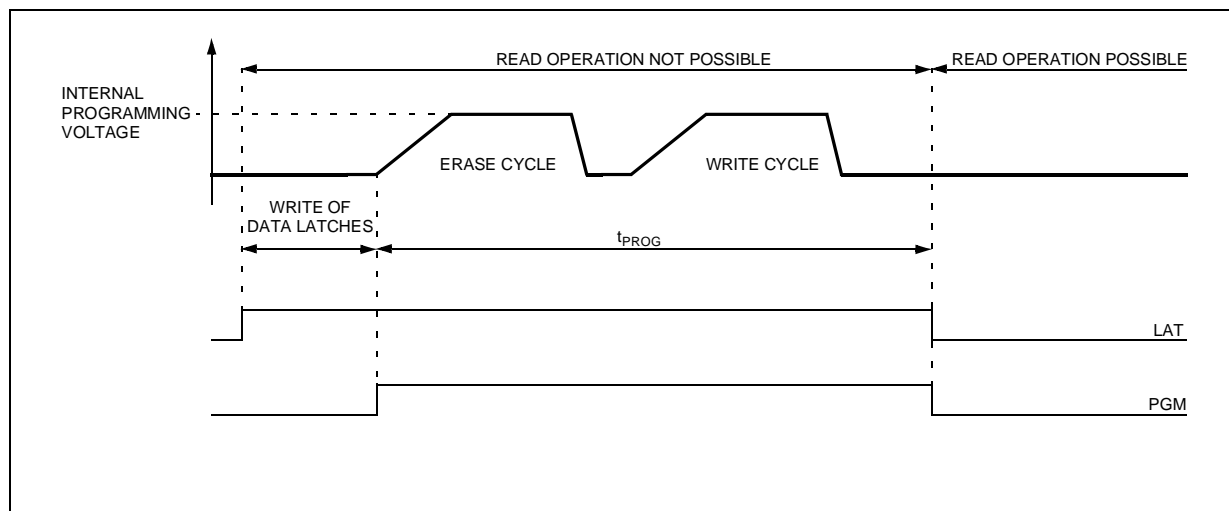 READ OPERATION NOT POSSIBLE
READ OPERATION POSSIBLE
INTERNAL
PROGRAMMING
VOLTAGE
ERASE CYCLE
WRITE CYCLE
WRITE OF
DATA LATCHES
tPROG
LAT
PGM